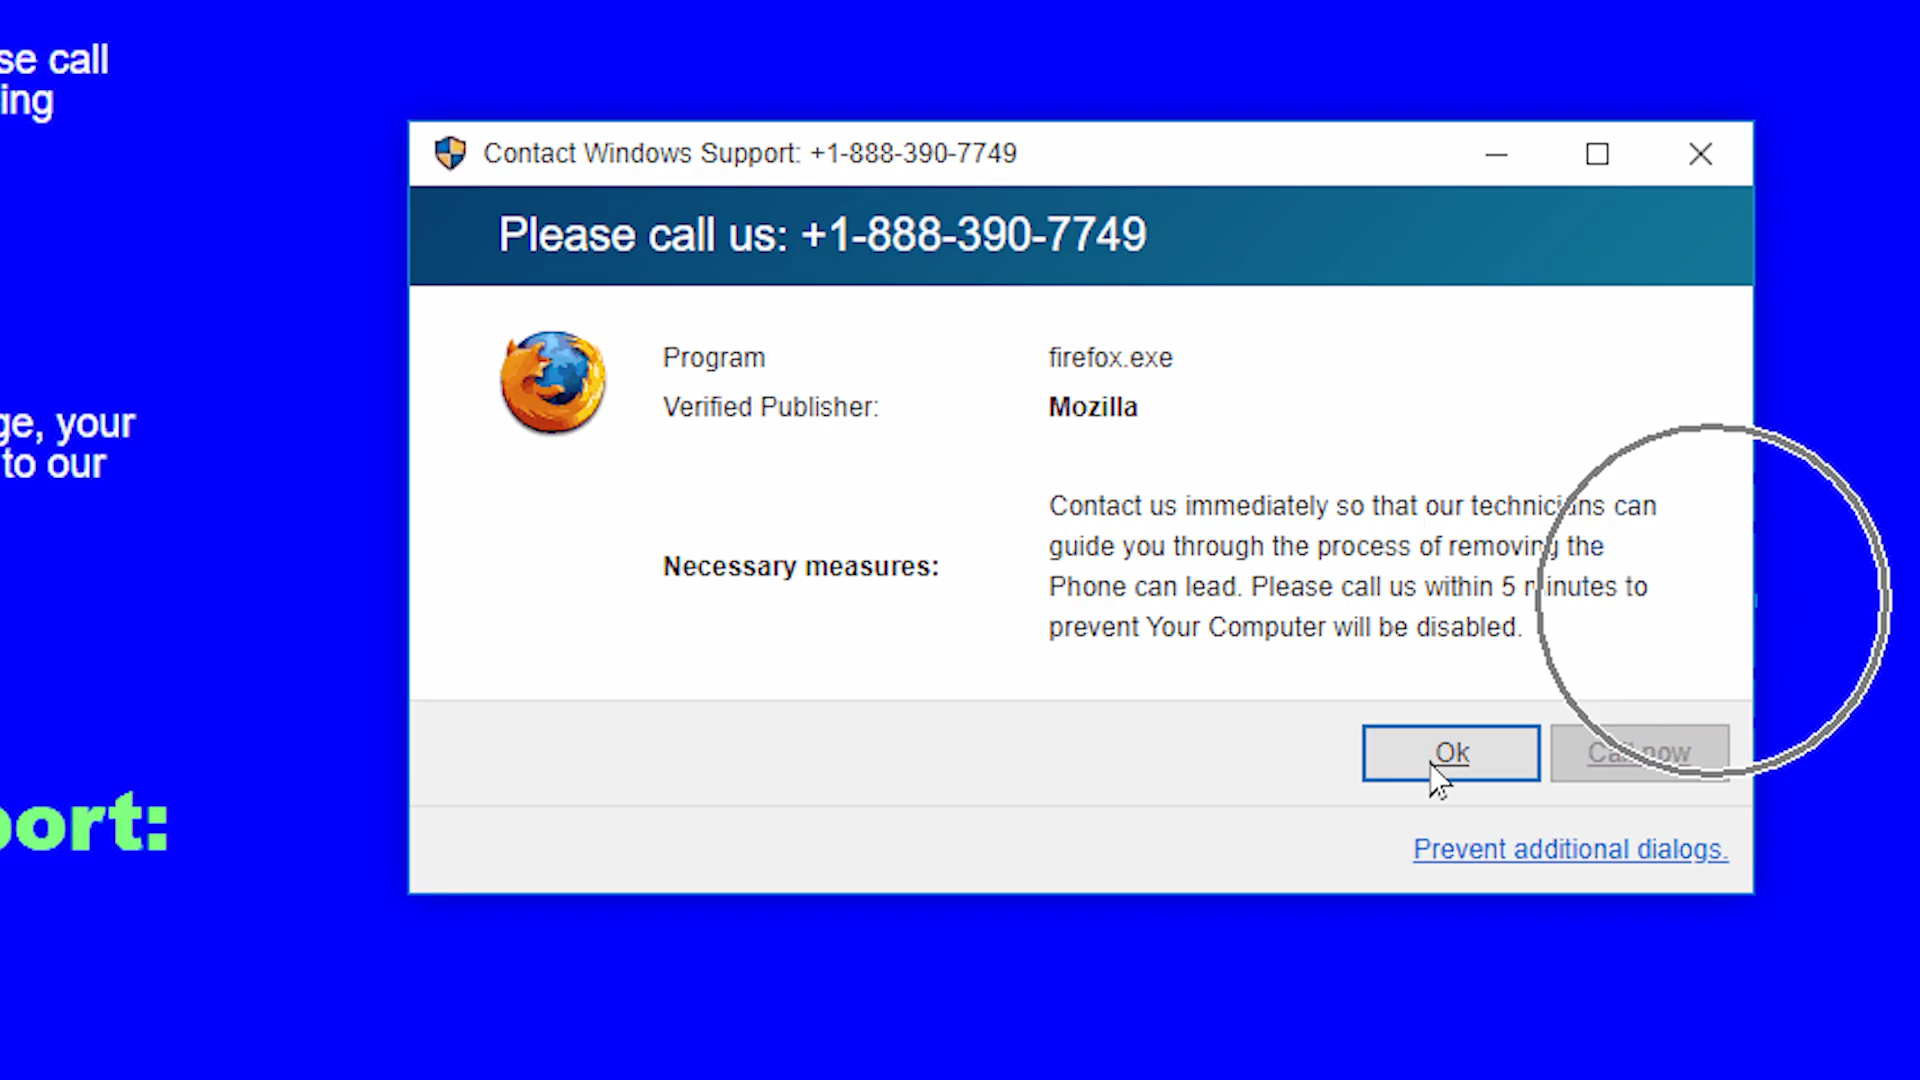 se call
ing
ge, your
to our
port:
Contact Windows Support: +1-888-390-7749
Please call us: +1-888-390-7749
Program firefox.exe
Verified Publisher: Mozilla
Necessary measures:
Contact us immediately so that our technicians can
guide you through the process of removing the
Phone can lead. Please call us within 5 minutes to
prevent Your Computer will be disabled.
Ok Call now
Prevent additional dialogs.